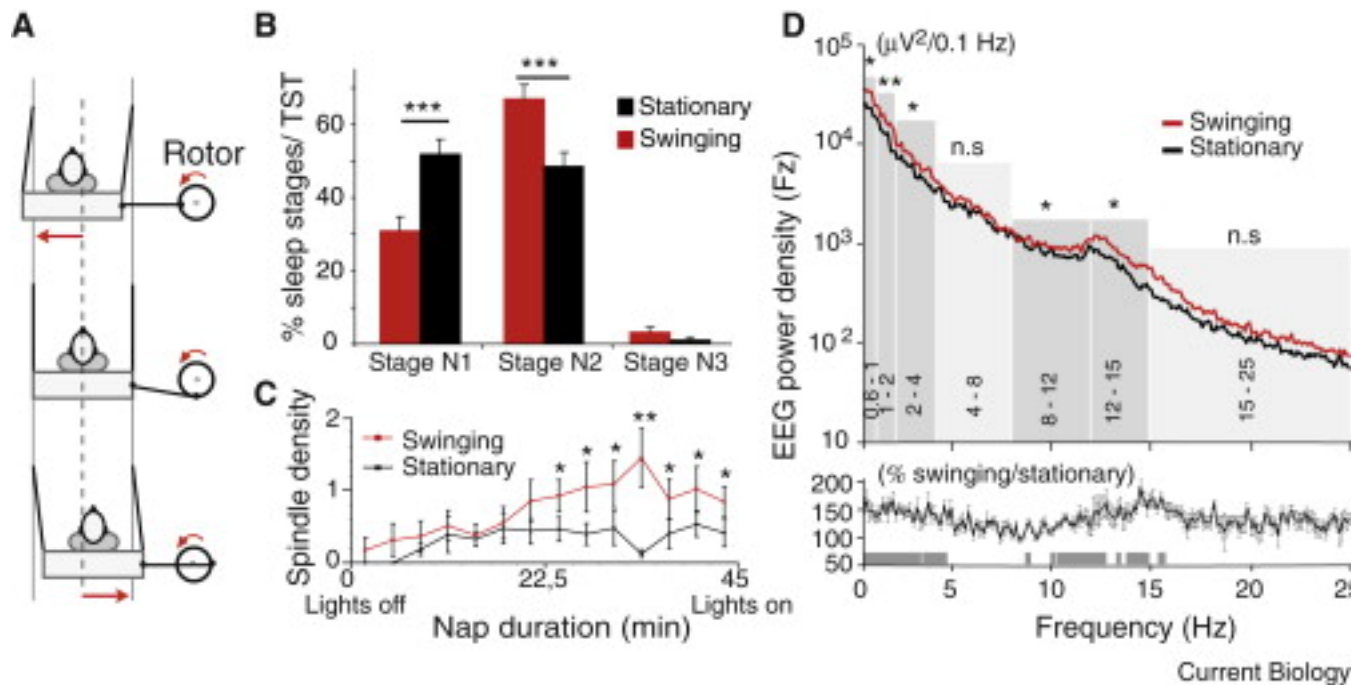 A
Rotor
B
% sleep stages/ TST
60
40
20
0
***
***
Stationary
Swinging
Stage N1
Stage N2
Stage N3
C
Spindle density
2
1
0
Swinging
Stationary
*
*
*
**
*
*
*
0
22,5
45
Lights off
Lights on
Nap duration (min)
D
EEG power density (Fz)
10⁵
10⁴
10³
10²
10
(µV²/0.1 Hz)
*
**
*
n.s
*
*
n.s
Swinging
Stationary
0.6 - 1
1 - 2
2 - 4
4 - 8
8 - 12
12 - 15
15 - 25
(% swinging/stationary)
200
150
100
50
0
5
10
15
20
25
Frequency (Hz)
Current Biology